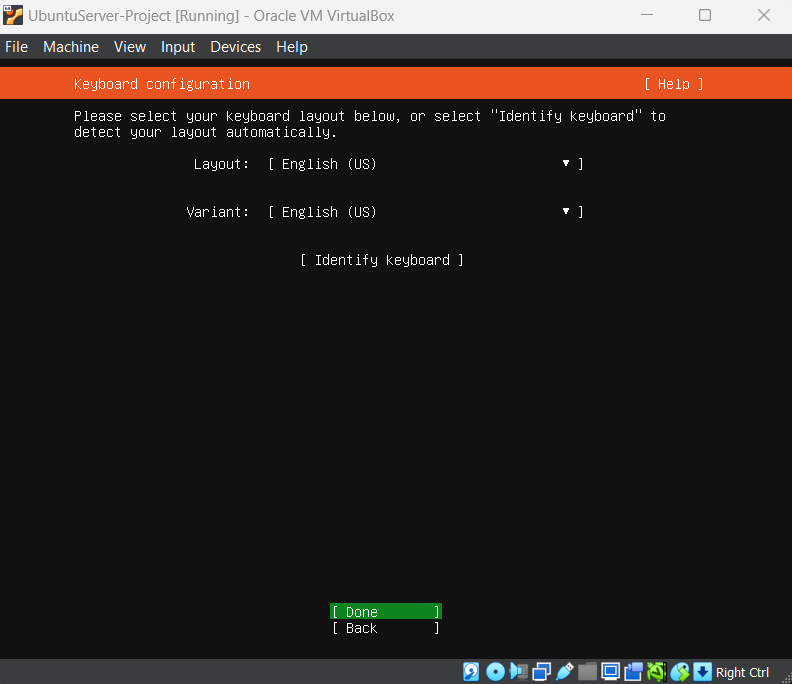 UbuntuServer-Project [Running] - Oracle VM VirtualBox
File Machine View Input Devices Help
Keyboard configuration [ Help ]
Please select your keyboard layout below, or select "Identify keyboard" to
detect your layout automatically.
Layout: [ English (US) ▾ ]
Variant: [ English (US) ▾ ]
[ Identify keyboard ]
[ Done ]
[ Back ]
Right Ctrl